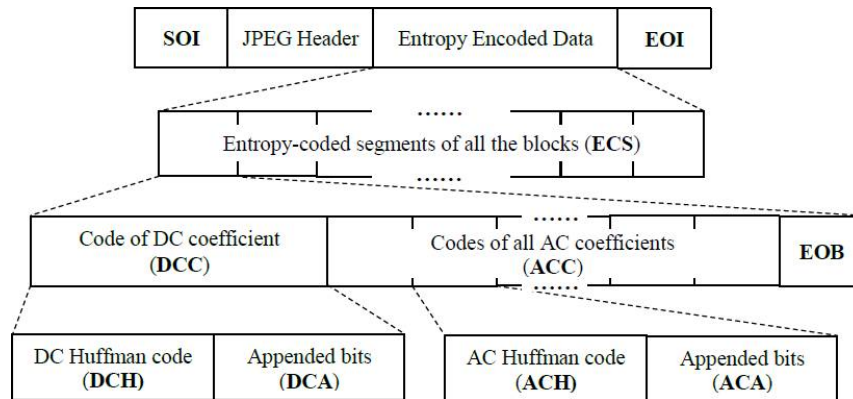 SOI JPEG Header Entropy Encoded Data EOI
......
Entropy-coded segments of all the blocks (ECS)
......
......
Code of DC coefficient
(DCC)
Codes of all AC coefficients
(ACC)
EOB
......
DC Huffman code
(DCH)
Appended bits
(DCA)
AC Huffman code
(ACH)
Appended bits
(ACA)